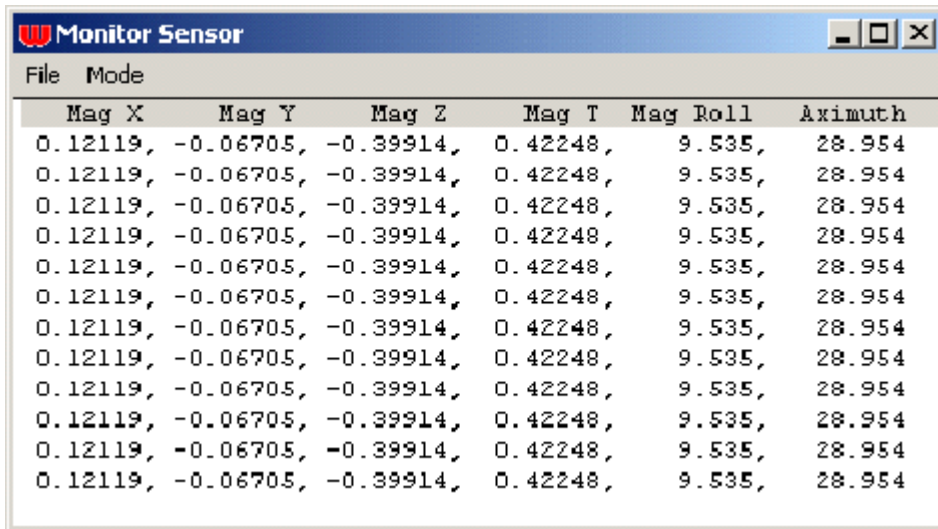 Monitor Sensor
File Mode
Mag X Mag Y Mag Z Mag T Mag Roll Aximuth
0.12119, -0.06705, -0.39914, 0.42248, 9.535, 28.954
0.12119, -0.06705, -0.39914, 0.42248, 9.535, 28.954
0.12119, -0.06705, -0.39914, 0.42248, 9.535, 28.954
0.12119, -0.06705, -0.39914, 0.42248, 9.535, 28.954
0.12119, -0.06705, -0.39914, 0.42248, 9.535, 28.954
0.12119, -0.06705, -0.39914, 0.42248, 9.535, 28.954
0.12119, -0.06705, -0.39914, 0.42248, 9.535, 28.954
0.12119, -0.06705, -0.39914, 0.42248, 9.535, 28.954
0.12119, -0.06705, -0.39914, 0.42248, 9.535, 28.954
0.12119, -0.06705, -0.39914, 0.42248, 9.535, 28.954
0.12119, -0.06705, -0.39914, 0.42248, 9.535, 28.954
0.12119, -0.06705, -0.39914, 0.42248, 9.535, 28.954